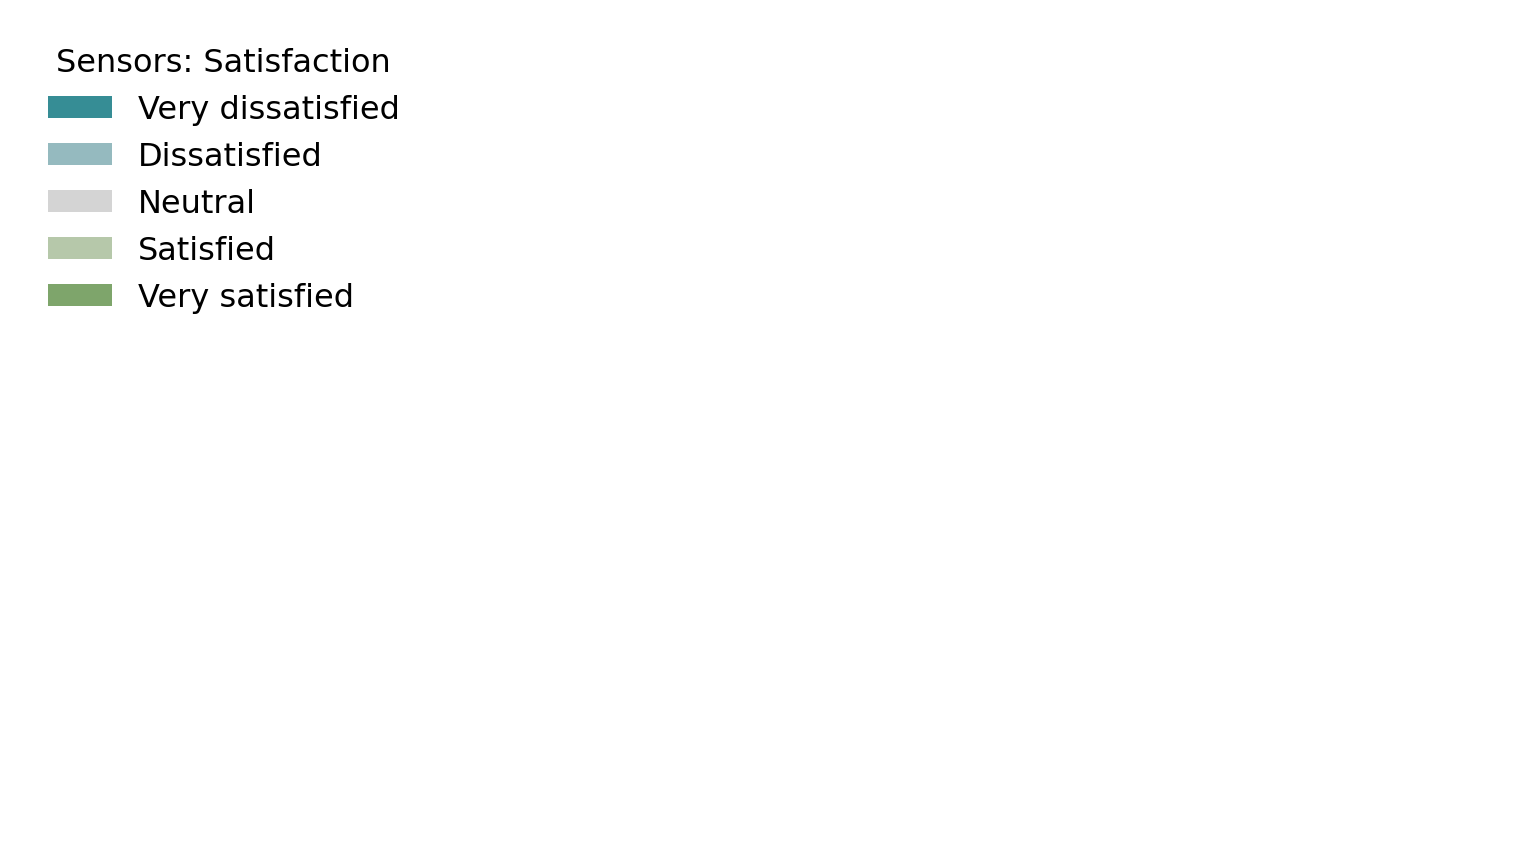 Sensors: Satisfaction
Very dissatisfied
Dissatisfied
Neutral
Satisfied
Very satisfied